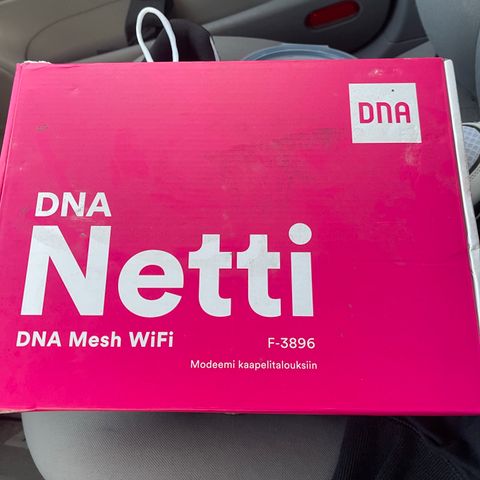 DNA
DNA
Netti
DNA Mesh WiFi
F-3896
Modeemi kaapelitalouksiin